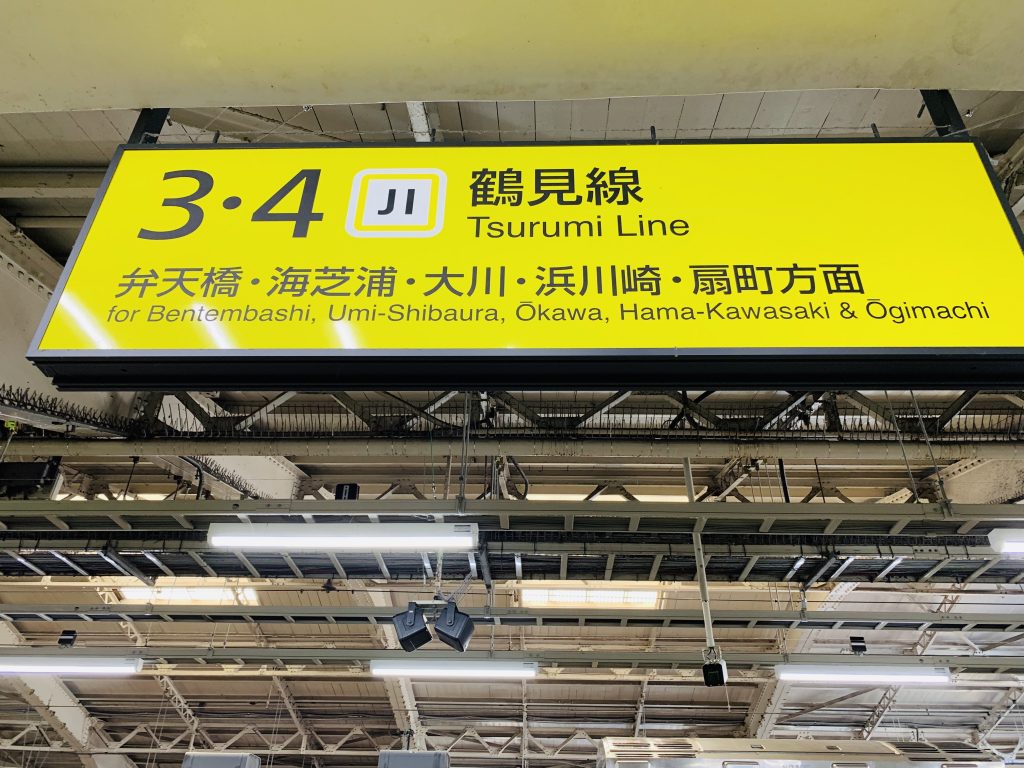 3・4 JI 鶴見線
Tsurumi Line
弁天橋・海芝浦・大川・浜川崎・扇町方面
for Bentembashi, Umi-Shibaura, Ōkawa, Hama-Kawasaki & Ōgimachi